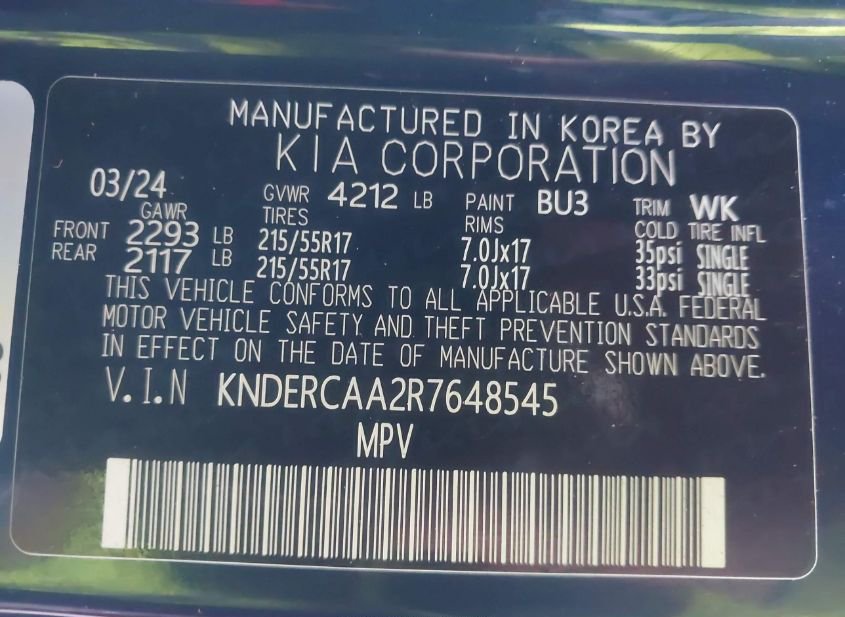 MANUFACTURED IN KOREA BY
KIA CORPORATION
03/24 GVWR 4212 LB PAINT BU3 TRIM WK
GAWR TIRES RIMS COLD TIRE INFL
FRONT 2293 LB 215/55R17 7.0Jx17 35psi SINGLE
REAR 2117 LB 215/55R17 7.0Jx17 33psi SINGLE
THIS VEHICLE CONFORMS TO ALL APPLICABLE U.S.A. FEDERAL
MOTOR VEHICLE SAFETY AND THEFT PREVENTION STANDARDS
IN EFFECT ON THE DATE OF MANUFACTURE SHOWN ABOVE.
V.I.N KNDERCAA2R7648545
MPV